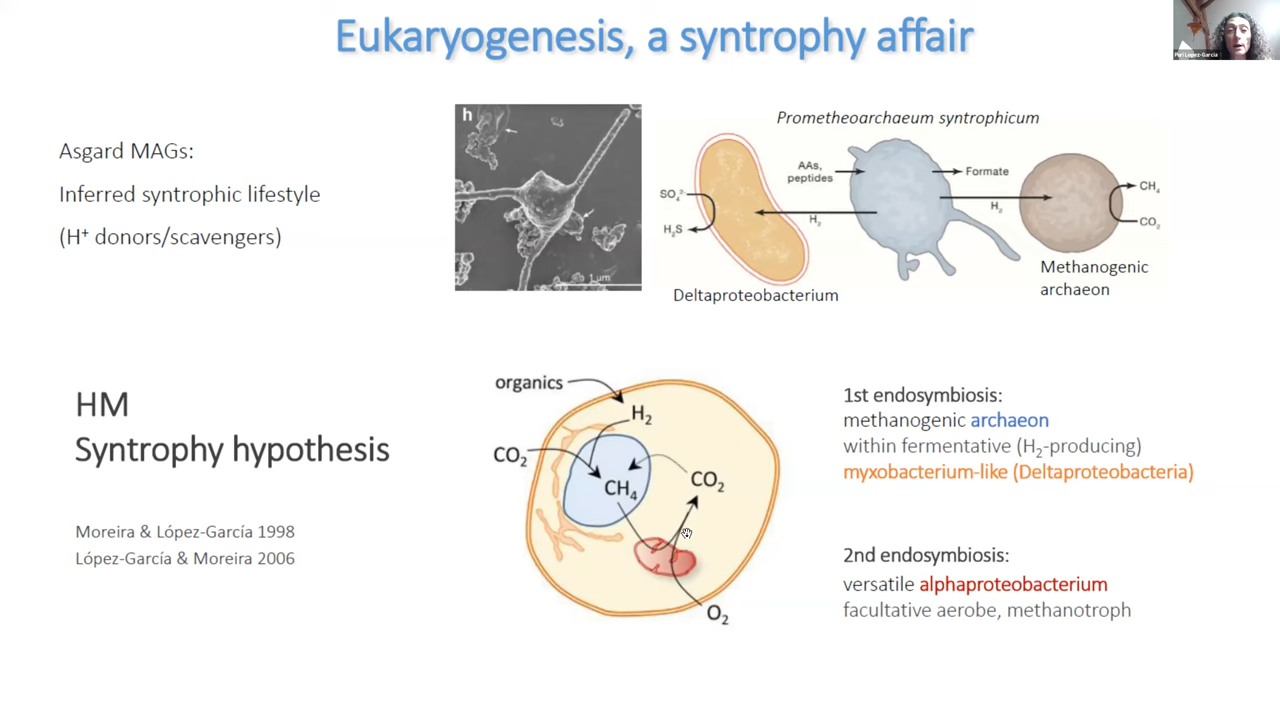 Eukaryogenesis, a syntrophy affair
Puri Lopez-Garcia
Asgard MAGs:
Inferred syntrophic lifestyle
(H⁺ donors/scavengers)
h
1 μm
Prometheoarchaeum syntrophicum
AAs,
peptides
Formate
SO₄²⁻
H₂S
H₂
H₂
CH₄
CO₂
Deltaproteobacterium
Methanogenic
archaeon
HM
Syntrophy hypothesis
Moreira & López-García 1998
López-García & Moreira 2006
organics
H₂
CO₂
CH₄
CO₂
O₂
1st endosymbiosis:
methanogenic archaeon
within fermentative (H₂-producing)
myxobacterium-like (Deltaproteobacteria)
2nd endosymbiosis:
versatile alphaproteobacterium
facultative aerobe, methanotroph